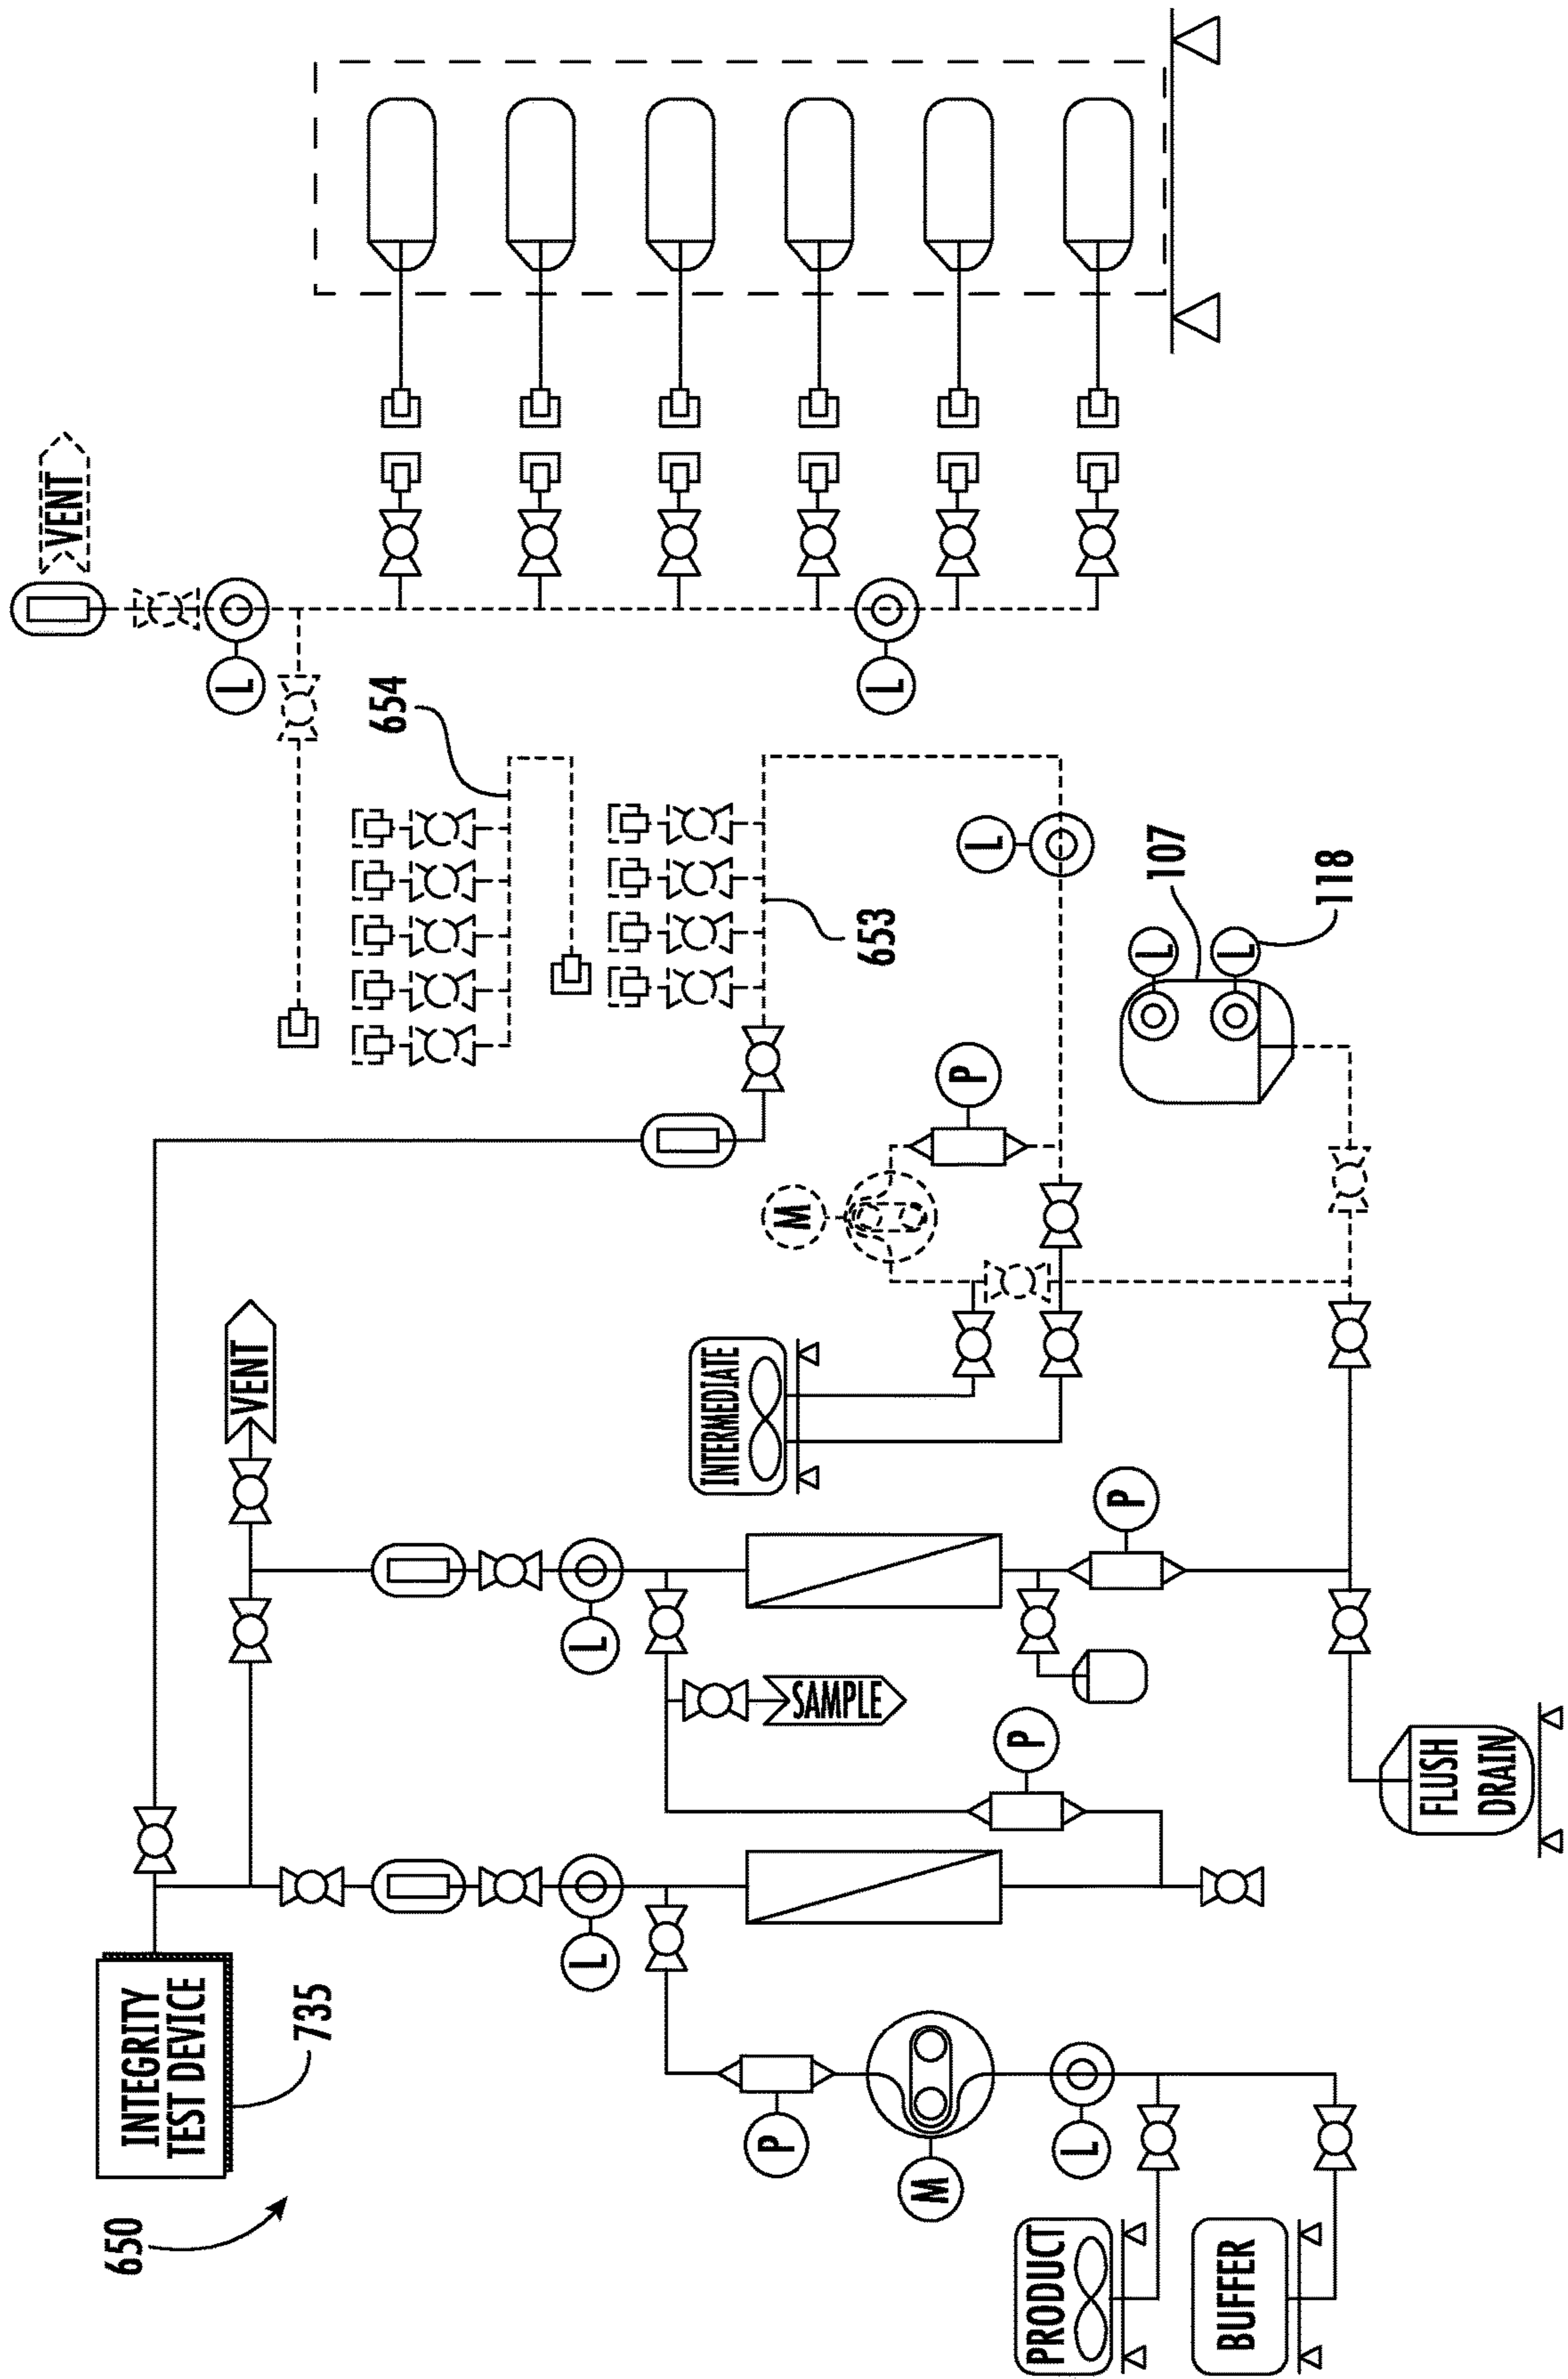 VENT
650
INTEGRITY
TEST DEVICE
L
VENT
735
654
L
L
INTERMEDIATE
P
M
SAMPLE
653
L
M
P
L
P
PRODUCT
L
P
L
107
BUFFER
L
118
FLUSH
DRAIN